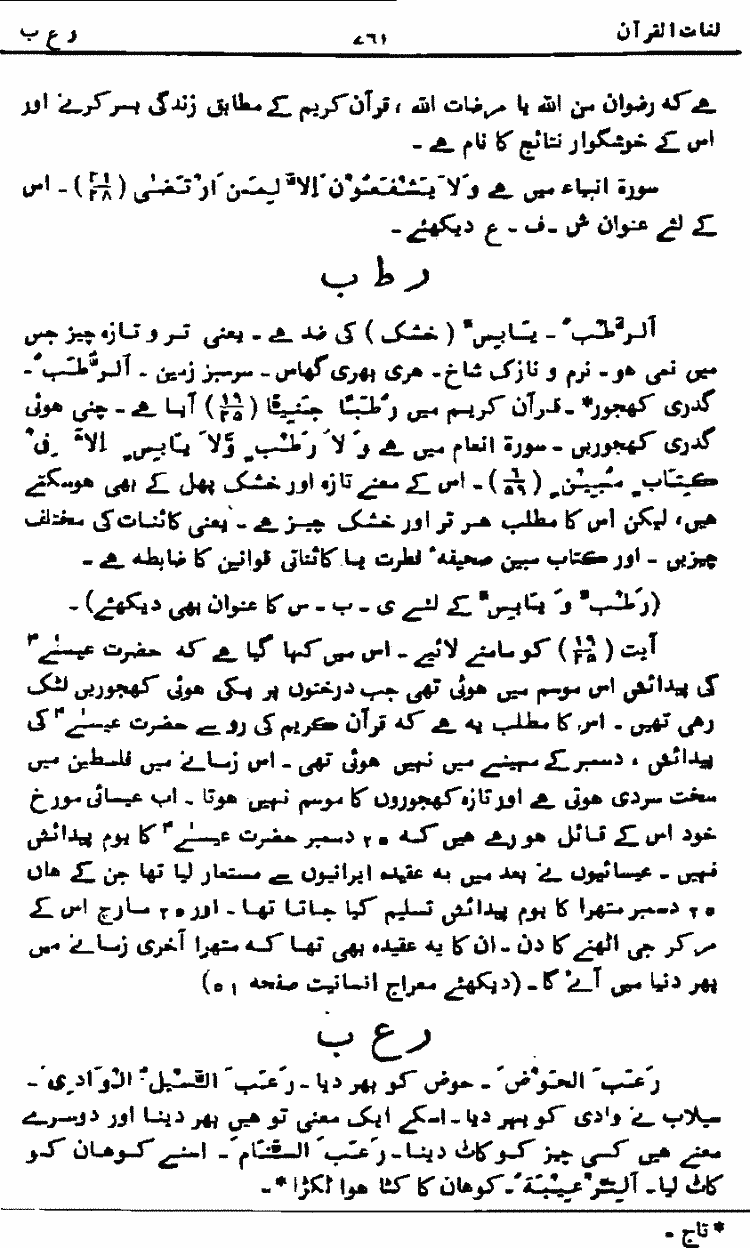 لغات القرآن ۷٦۱ ر ع ب
ہے کہ رضوان من اللہ یا مرضات اللہ ، قرآن کریم کے مطابق زندگی بسر کرنے اور
اس کے خوشگوار نتائج کا نام ہے ۔
سورۃ انبیاء میں ہے وَلَا یَشْفَعُوْنَ اِلَّا لِمَنِ ارْتَضٰی (۲۱/۲۸) ۔ اس
کے لئے عنوان ش ۔ ف ۔ ع دیکھئے ۔
ر ط ب
اَلرَّطْبُ ۔ یَابِسٌ (خشک) کی ضد ہے ۔ یعنی تر و تازہ چیز جس
میں نمی ہو ۔ نرم و نازک شاخ ۔ ہری بھری گھاس ۔ سرسبز زمین ۔ اَلرُّطَبُ ۔
گدری کھجور* ۔ قرآن کریم میں رُطَبًا جَنِیًّا (۱۹/۲۵) آیا ہے ۔ چنی ہوئی
گدری کھجوریں ۔ سورۃ انعام میں ہے وَلَا رَطْبٍ وَّلَا یَابِسٍ اِلَّا فِیْ
کِتَابٍ مُّبِیْنٍ (۶/۵۹) ۔ اس کے معنے تازہ اور خشک پھل کے بھی ہوسکتے
ہیں، لیکن اس کا مطلب ہر تر اور خشک چیز ہے ۔ یعنی کائنات کی مختلف
چیزیں ۔ اور کتاب مبین صحیفہٴ فطرت یا کائناتی قوانین کا ضابطہ ہے ۔
(رَطْبٌ وَ یَابِسٌ کے لئے ی ۔ ب ۔ س کا عنوان بھی دیکھئے) ۔
آیت (۱۹/۲۵) کو سامنے لائیے ۔ اس میں کہا گیا ہے کہ حضرت عیسیٰؑ
کی پیدائش اس موسم میں ہوئی تھی جب درختوں پر پکی ہوئی کھجوریں لٹک
رہی تھیں ۔ اس کا مطلب یہ ہے کہ قرآن کریم کی رو سے حضرت عیسیٰؑ کی
پیدائش ، دسمبر کے مہینے میں نہیں ہوئی تھی ۔ اس زمانے میں فلسطین میں
سخت سردی ہوتی ہے اور تازہ کھجوروں کا موسم نہیں ہوتا ۔ اب عیسائی مورخ
خود اس کے قائل ہو رہے ہیں کہ ۲۵ دسمبر حضرت عیسیٰؑ کا یوم پیدائش
نہیں ۔ عیسائیوں نے بعد میں یہ عقیدہ ایرانیوں سے مستعار لیا تھا جن کے ہاں
۲۵ دسمبر متھرا کا یوم پیدائش تسلیم کیا جاتا تھا ۔ اور ۲۵ مارچ اس کے
مر کر جی اٹھنے کا دن ۔ ان کا یہ عقیدہ بھی تھا کہ متھرا آخری زمانے میں
پھر دنیا میں آئے گا ۔ (دیکھئے معراج انسانیت صفحہ ۵۱)
ر ع ب
رَعَبَ الْحَوْضَ ۔ حوض کو بھر دیا ۔ رَعَبَ السَّیْلُ الْوَادِیَ ۔
سیلاب نے وادی کو بھر دیا ۔ اسکے ایک معنی تو ہیں بھر دینا اور دوسرے
معنے ہیں کسی چیز کو کاٹ دینا ۔ رَعَبَ السَّنَامَ ۔ اسنے کوہان کو
کاٹ لیا ۔ اَلتِّرْعِیْبَةُ ۔ کوہان کا کٹا ہوا ٹکڑا* ۔
* تاج ۔